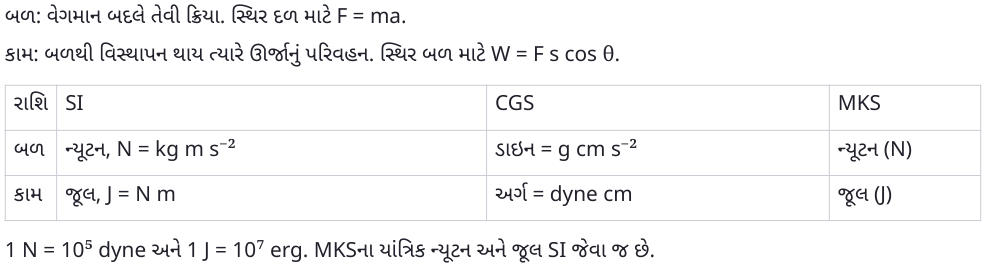 બળ: વેગમાન બદલે તેવી ક્રિયા. સ્થિર દળ માટે F = ma.
કામ: બળથી વિસ્થાપન થાય ત્યારે ઊર્જાનું પરિવહન. સ્થિર બળ માટે W = F s cos θ.
રાશિ SI CGS MKS
બળ ન્યૂટન, N = kg m s⁻² ડાઇન = g cm s⁻² ન્યૂટન (N)
કામ જૂલ, J = N m અર્ગ = dyne cm જૂલ (J)
1 N = 10⁵ dyne અને 1 J = 10⁷ erg. MKSના યાંત્રિક ન્યૂટન અને જૂલ SI જેવા જ છે.